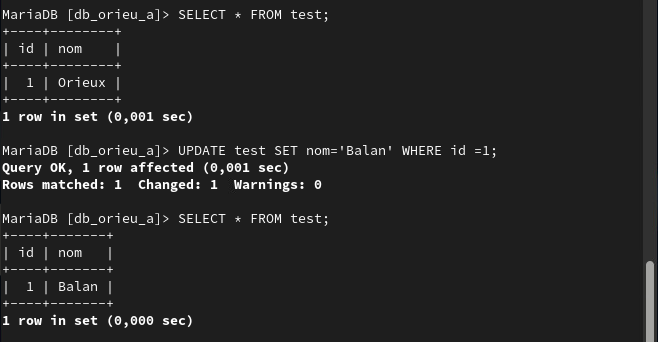 MariaDB [db_orieu_a]> SELECT * FROM test;
+----+--------+
| id | nom    |
+----+--------+
|  1 | Orieux |
+----+--------+
1 row in set (0,001 sec)

MariaDB [db_orieu_a]> UPDATE test SET nom='Balan' WHERE id =1;
Query OK, 1 row affected (0,001 sec)
Rows matched: 1  Changed: 1  Warnings: 0

MariaDB [db_orieu_a]> SELECT * FROM test;
+----+-------+
| id | nom   |
+----+-------+
|  1 | Balan |
+----+-------+
1 row in set (0,000 sec)